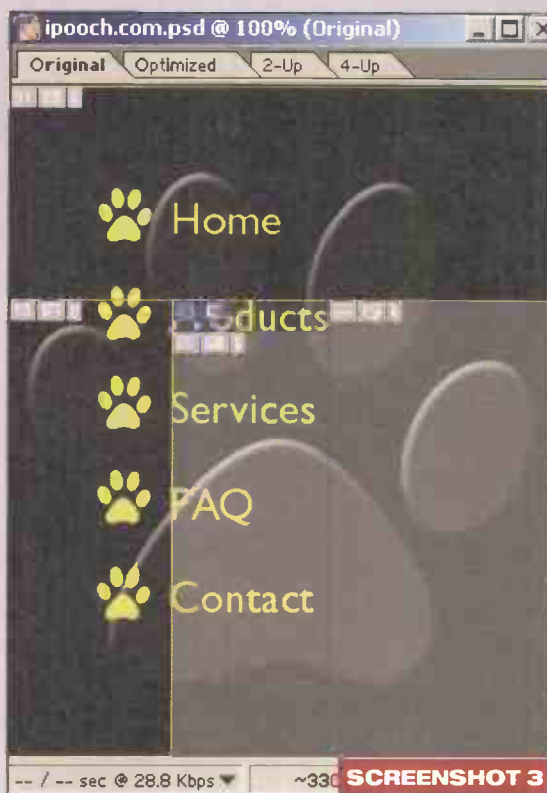 ipooch.com.psd @ 100% (Original)
Original Optimized 2-Up 4-Up
Home
ducts
Services
FAQ
Contact
-- / -- sec @ 28.8 Kbps ~330
SCREENSHOT 3